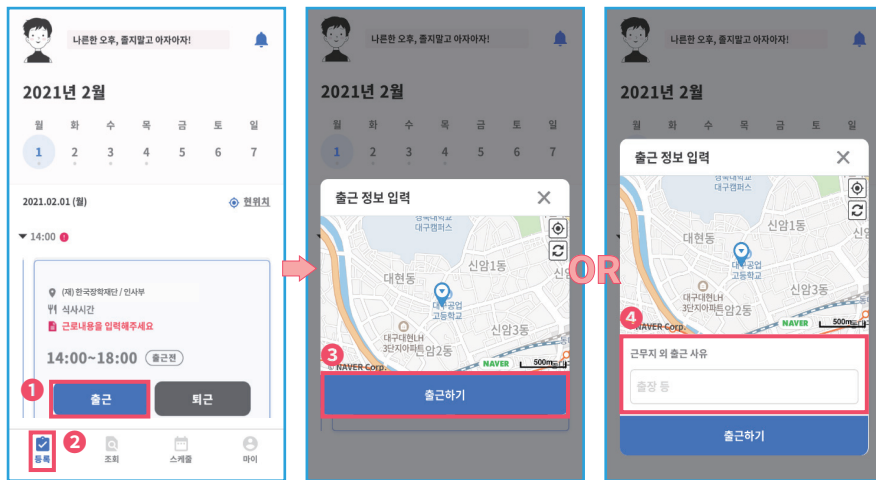 나른한 오후, 졸지말고 아자아자!
2021년 2월
월 화 수 목 금 토 일
1 2 3 4 5 6 7
2021.02.01 (월) 현위치
14:00
(재) 한국장학재단 / 인사부
식사시간
근로내용을 입력해주세요
14:00~18:00 출근전
1
출근 퇴근
2
등록 조회 스케줄 마이
나른한 오후, 졸지말고 아자아자!
2021년 2월
월 화 수 목 금 토 일
1 2 3 4 5 6 7
출근 정보 입력
대구캠퍼스
대현동 신암1동
대구공업
고등학교
대구대현LH
3단지아파트
신암2동
신암3동
3
NAVER Corp. NAVER 500m
출근하기
OR
나른한 오후, 졸지말고 아자아자!
2021년 2월
월 화 수 목 금 토 일
출근 정보 입력
대구캠퍼스
대현동 신암1동
대구공업
고등학교
대구대현LH
3단지아파트
신암2동
신암3동
4
NAVER Corp. NAVER 500m
근무지 외 출근 사유
출장 등
출근하기